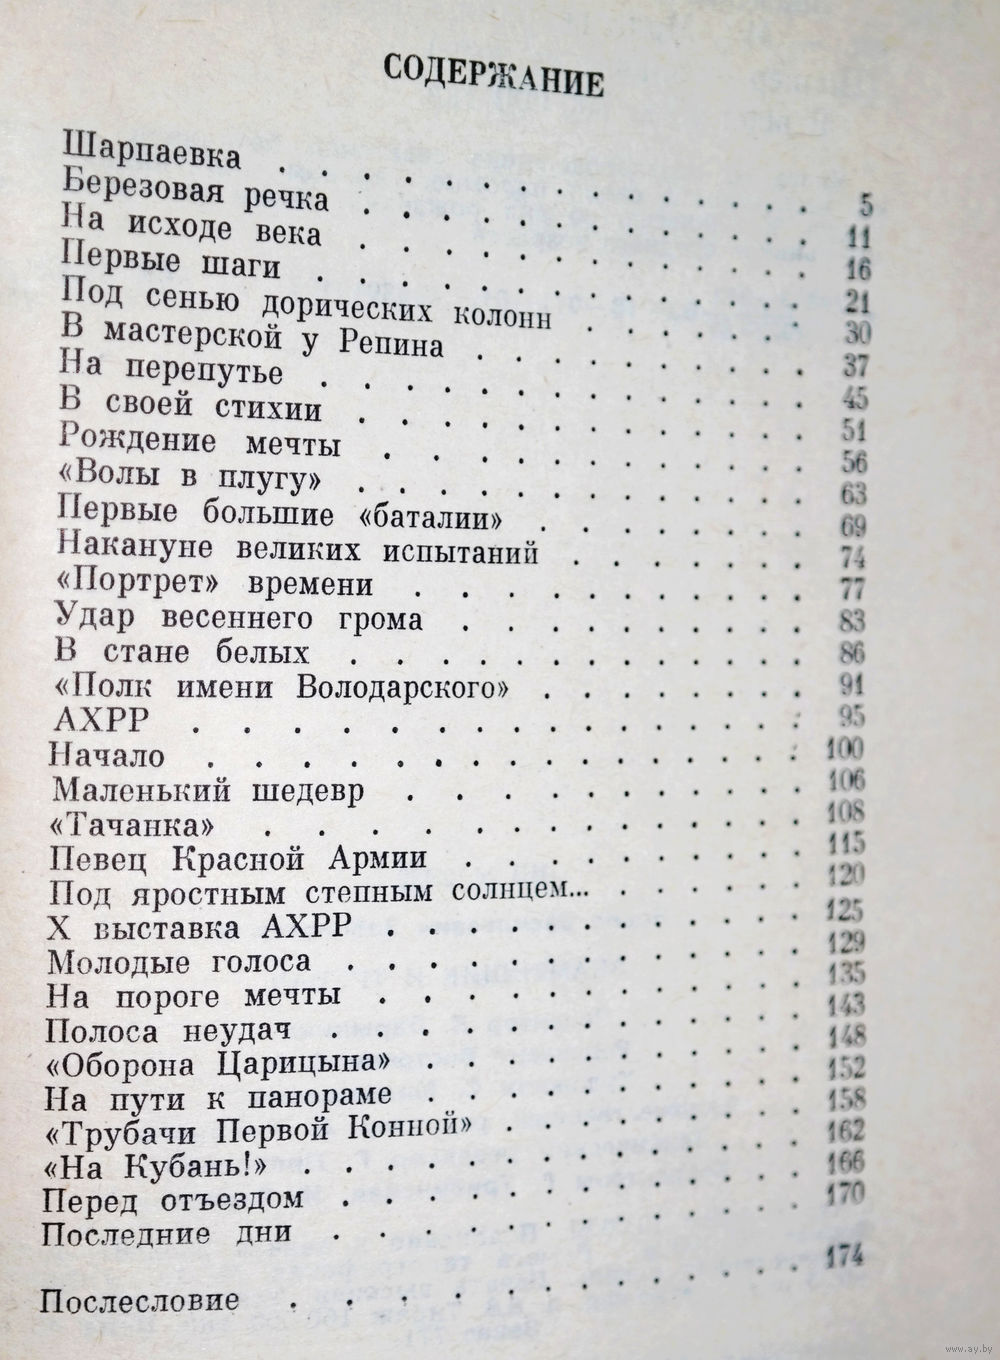 СОДЕРЖАНИЕ
Шарпаевка . . . . . . . . . . . . . 5
Березовая речка . . . . . . . . . . . 11
На исходе века . . . . . . . . . . . 16
Первые шаги . . . . . . . . . . . . 21
Под сенью дорических колонн . . . . . . 30
В мастерской у Репина . . . . . . . . 37
На перепутье . . . . . . . . . . . 45
В своей стихии . . . . . . . . . . 51
Рождение мечты . . . . . . . . . . 56
«Волы в плугу» . . . . . . . . . . . 63
Первые большие «баталии» . . . . . . . 69
Накануне великих испытаний . . . . . . 74
«Портрет» времени . . . . . . . . . . 77
Удар весеннего грома . . . . . . . . 83
В стане белых . . . . . . . . . . . 86
«Полк имени Володарского» . . . . . . . 91
АХРР . . . . . . . . . . . . . . 95
Начало . . . . . . . . . . . . . . 100
Маленький шедевр . . . . . . . . . 106
«Тачанка» . . . . . . . . . . . 108
Певец Красной Армии . . . . . . . . 115
Под яростным степным солнцем... . . . . . 120
X выставка АХРР . . . . . . . . . . 125
Молодые голоса . . . . . . . . . . 129
На пороге мечты . . . . . . . . . . 135
Полоса неудач . . . . . . . . . . . 143
«Оборона Царицына» . . . . . . . . . 148
На пути к панораме . . . . . . . . . 152
«Трубачи Первой Конной» . . . . . . . 158
«На Кубань!» . . . . . . . . . . . 162
Перед отъездом . . . . . . . . . . 166
Последние дни . . . . . . . . . . 170
Послесловие . . . . . . . . . . . 174
www.ay.by